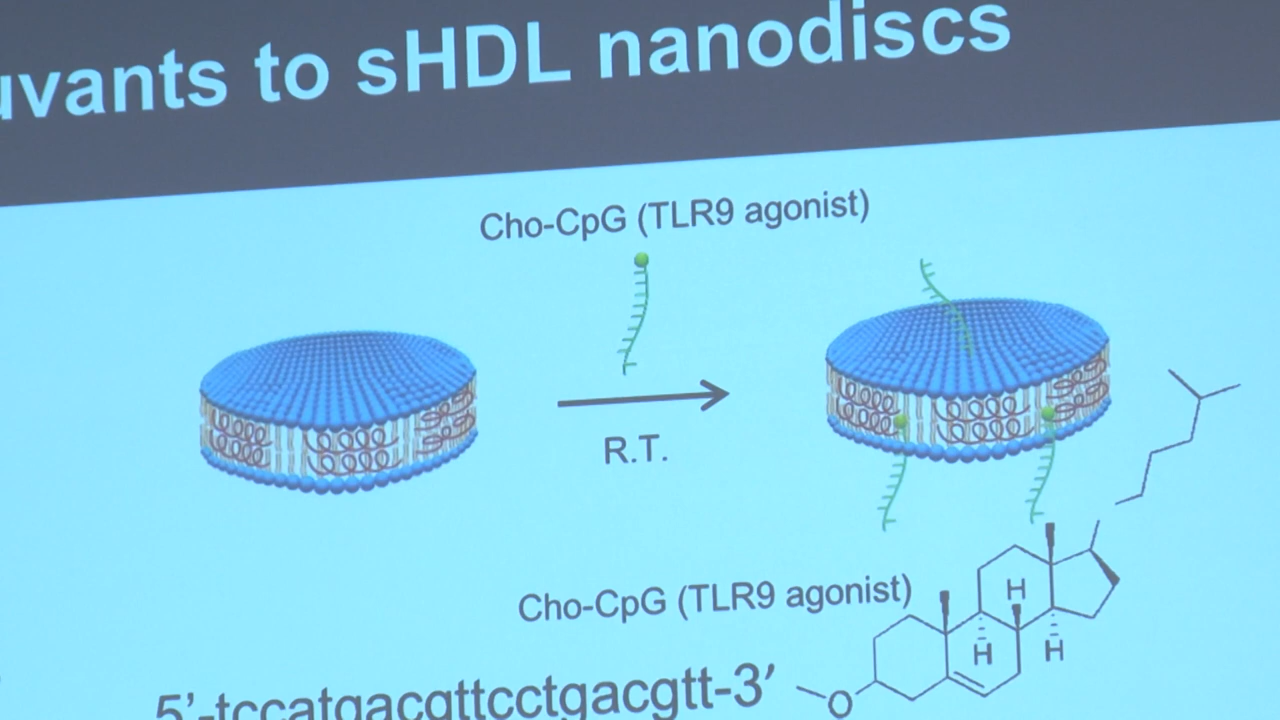 uvants to sHDL nanodiscs
Cho-CpG (TLR9 agonist)
R.T.
Cho-CpG (TLR9 agonist)
H
H
H
5’-tccatgacgttcctgacgtt-3’
O